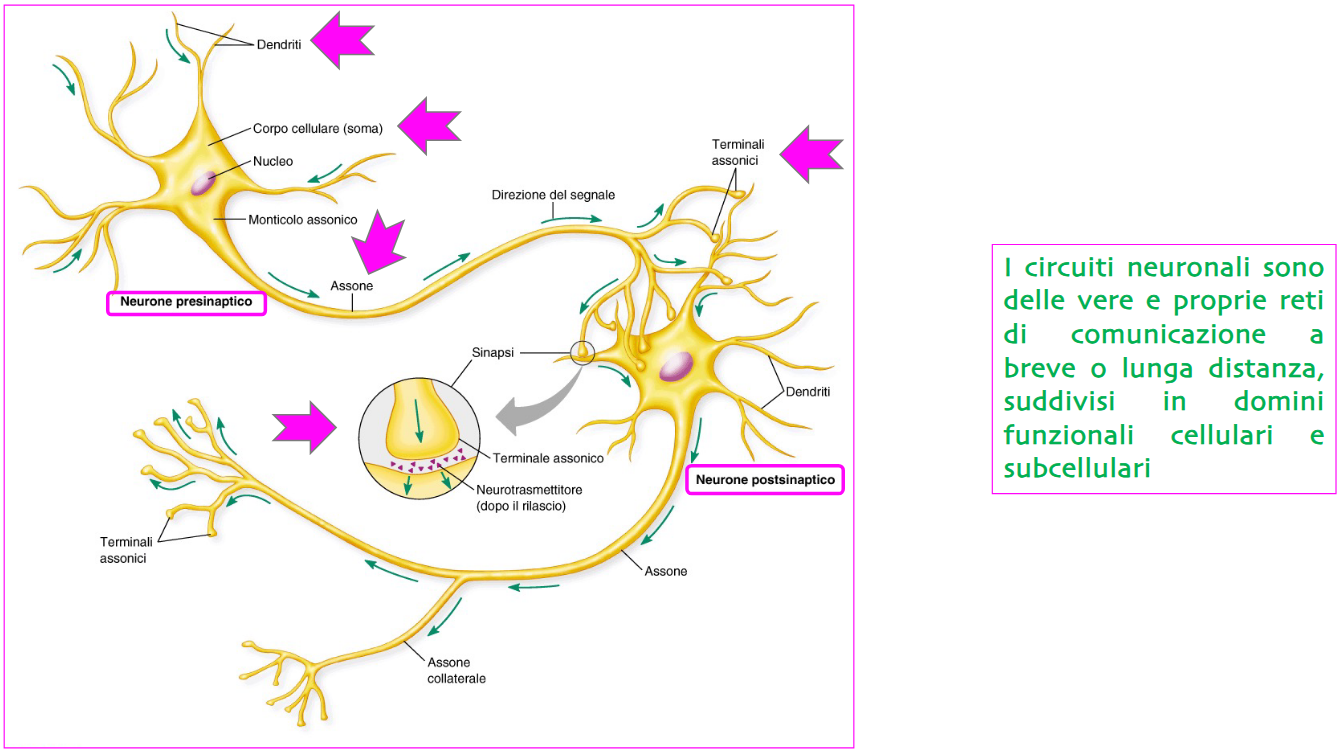 Dendriti
Corpo cellulare (soma)
Nucleo
Monticolo assonico
Neurone presinaptico
Assone
Direzione del segnale
Terminali
assonici
Sinapsi
Dendriti
Terminale assonico
Neurotrasmettitore
(dopo il rilascio)
Neurone postsinaptico
Terminali
assonici
Assone
Assone
collaterale
I circuiti neuronali sono
delle vere e proprie reti
di comunicazione a
breve o lunga distanza,
suddivisi in domini
funzionali cellulari e
subcellulari